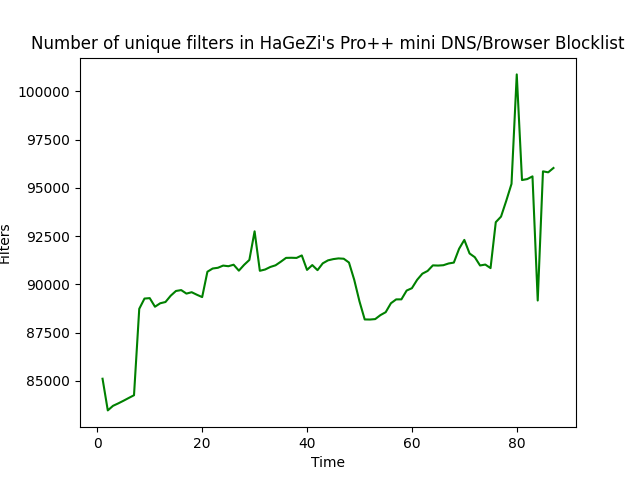 Number of unique filters in HaGeZi's Pro++ mini DNS/Browser Blocklist
100000
97500
95000
92500
90000
87500
85000
Filters
0 20 40 60 80
Time